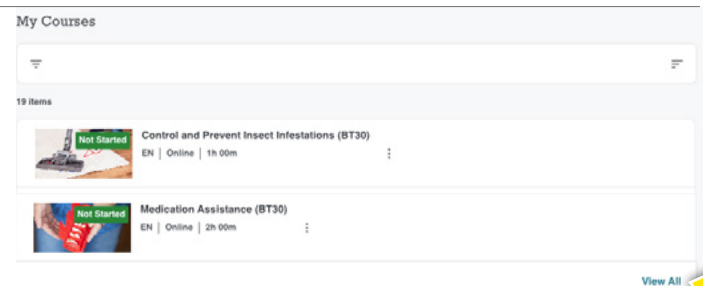 My Courses
19 items
Not Started
Control and Prevent Insect Infestations (BT30)
EN | Online | 1h 00m
Not Started
Medication Assistance (BT30)
EN | Online | 2h 00m
View All